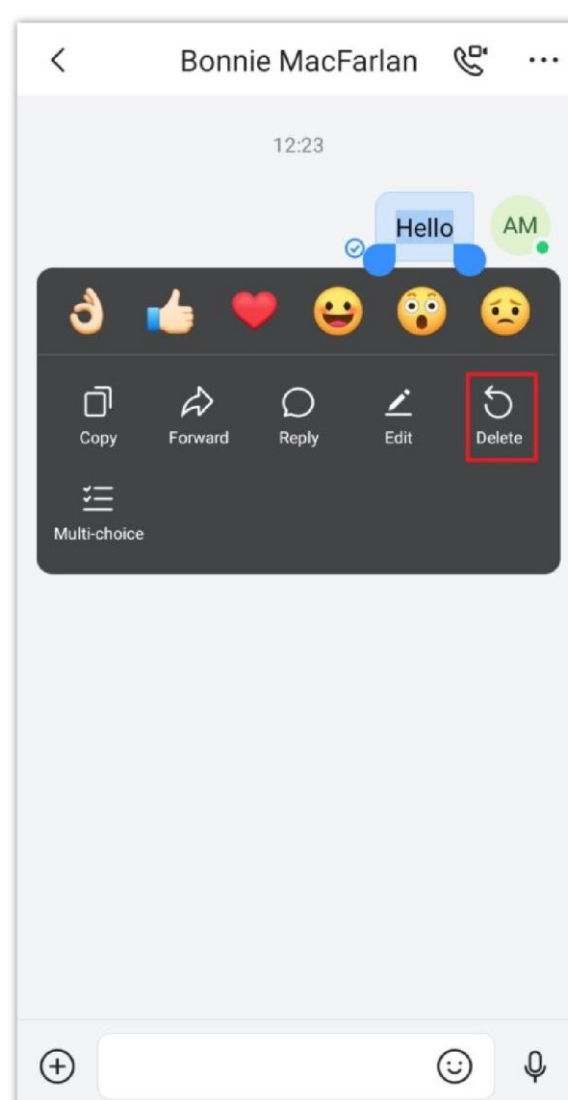 Bonnie MacFarlan
12:23
Hello
AM
Copy Forward Reply Edit Delete
Multi-choice